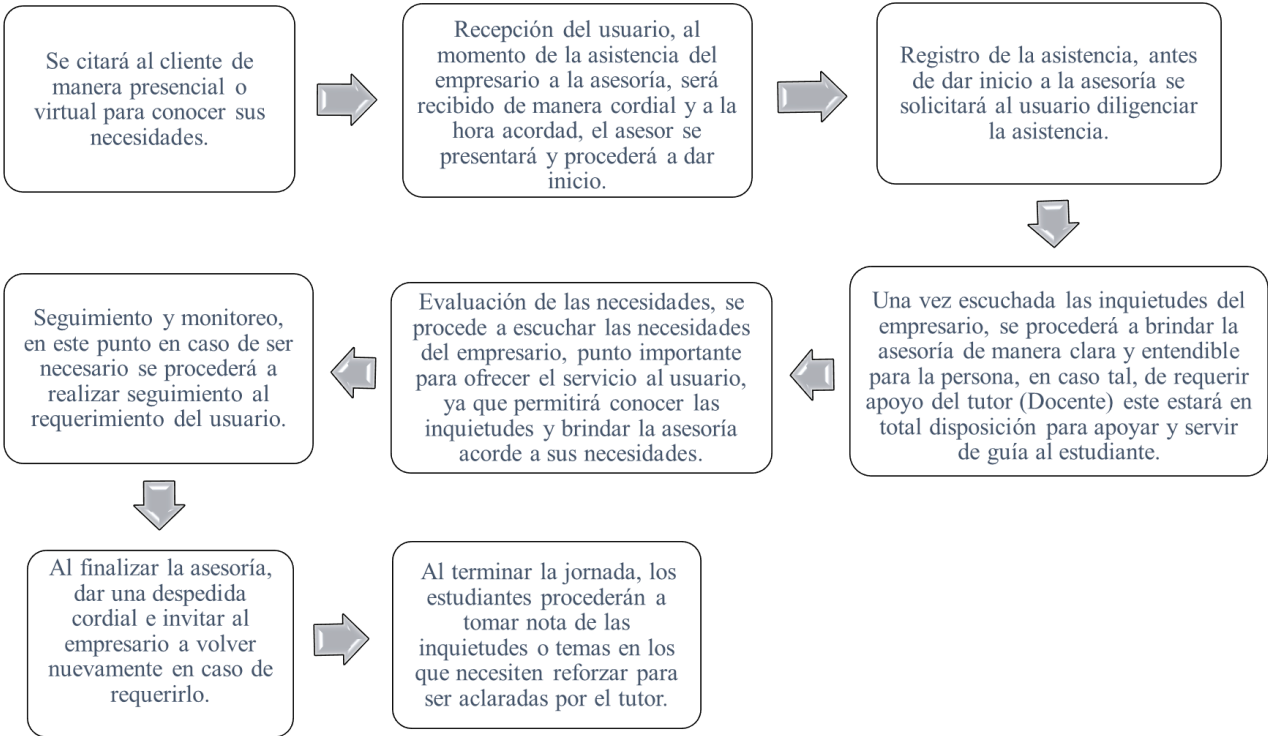 Se citará al cliente de
manera presencial o
virtual para conocer sus
necesidades.
Recepción del usuario, al
momento de la asistencia del
empresario a la asesoría, será
recibido de manera cordial y a la
hora acordad, el asesor se
presentará y procederá a dar
inicio.
Registro de la asistencia, antes
de dar inicio a la asesoría se
solicitará al usuario diligenciar
la asistencia.
Una vez escuchada las inquietudes del
empresario, se procederá a brindar la
asesoría de manera clara y entendible
para la persona, en caso tal, de requerir
apoyo del tutor (Docente) este estará en
total disposición para apoyar y servir
de guía al estudiante.
Evaluación de las necesidades, se
procede a escuchar las necesidades
del empresario, punto importante
para ofrecer el servicio al usuario,
ya que permitirá conocer las
inquietudes y brindar la asesoría
acorde a sus necesidades.
Seguimiento y monitoreo,
en este punto en caso de ser
necesario se procederá a
realizar seguimiento al
requerimiento del usuario.
Al finalizar la asesoría,
dar una despedida
cordial e invitar al
empresario a volver
nuevamente en caso de
requerirlo.
Al terminar la jornada, los
estudiantes procederán a
tomar nota de las
inquietudes o temas en los
que necesiten reforzar para
ser aclaradas por el tutor.